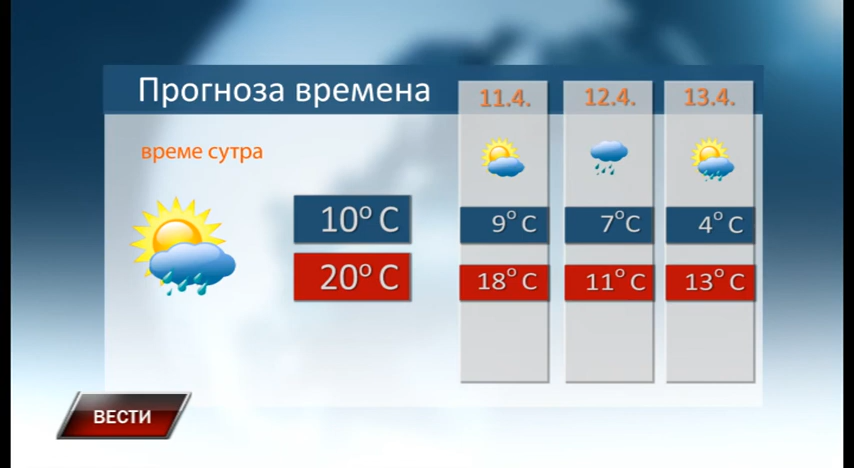 Прогноза времена
време сутра
10° C
20° C
11.4.
9° C
18° C
12.4.
7°C
11° C
13.4.
4° C
13° C
ВЕСТИ